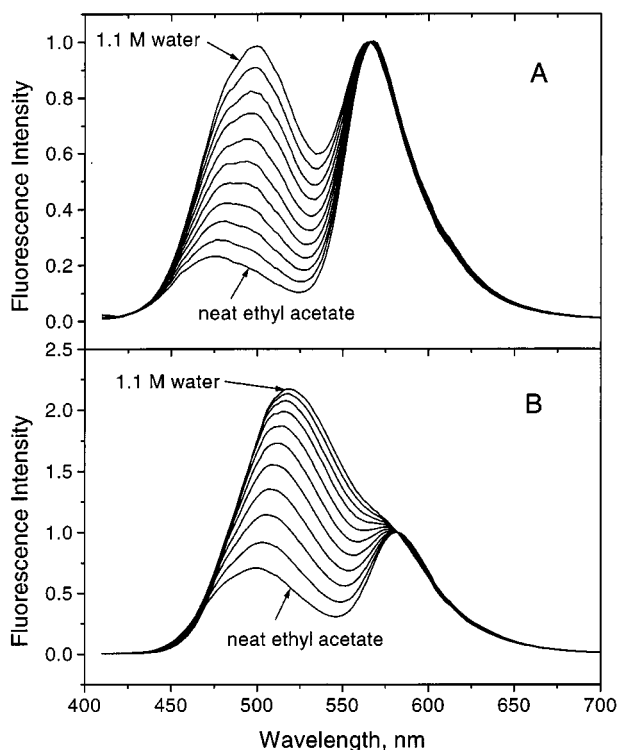 1.0
0.8
0.6
0.4
0.2
0.0
Fluorescence Intensity
1.1 M water
A
neat ethyl acetate
2.5
2.0
1.5
1.0
0.5
0.0
Fluorescence Intensity
1.1 M water
B
neat ethyl acetate
400 450 500 550 600 650 700
Wavelength, nm